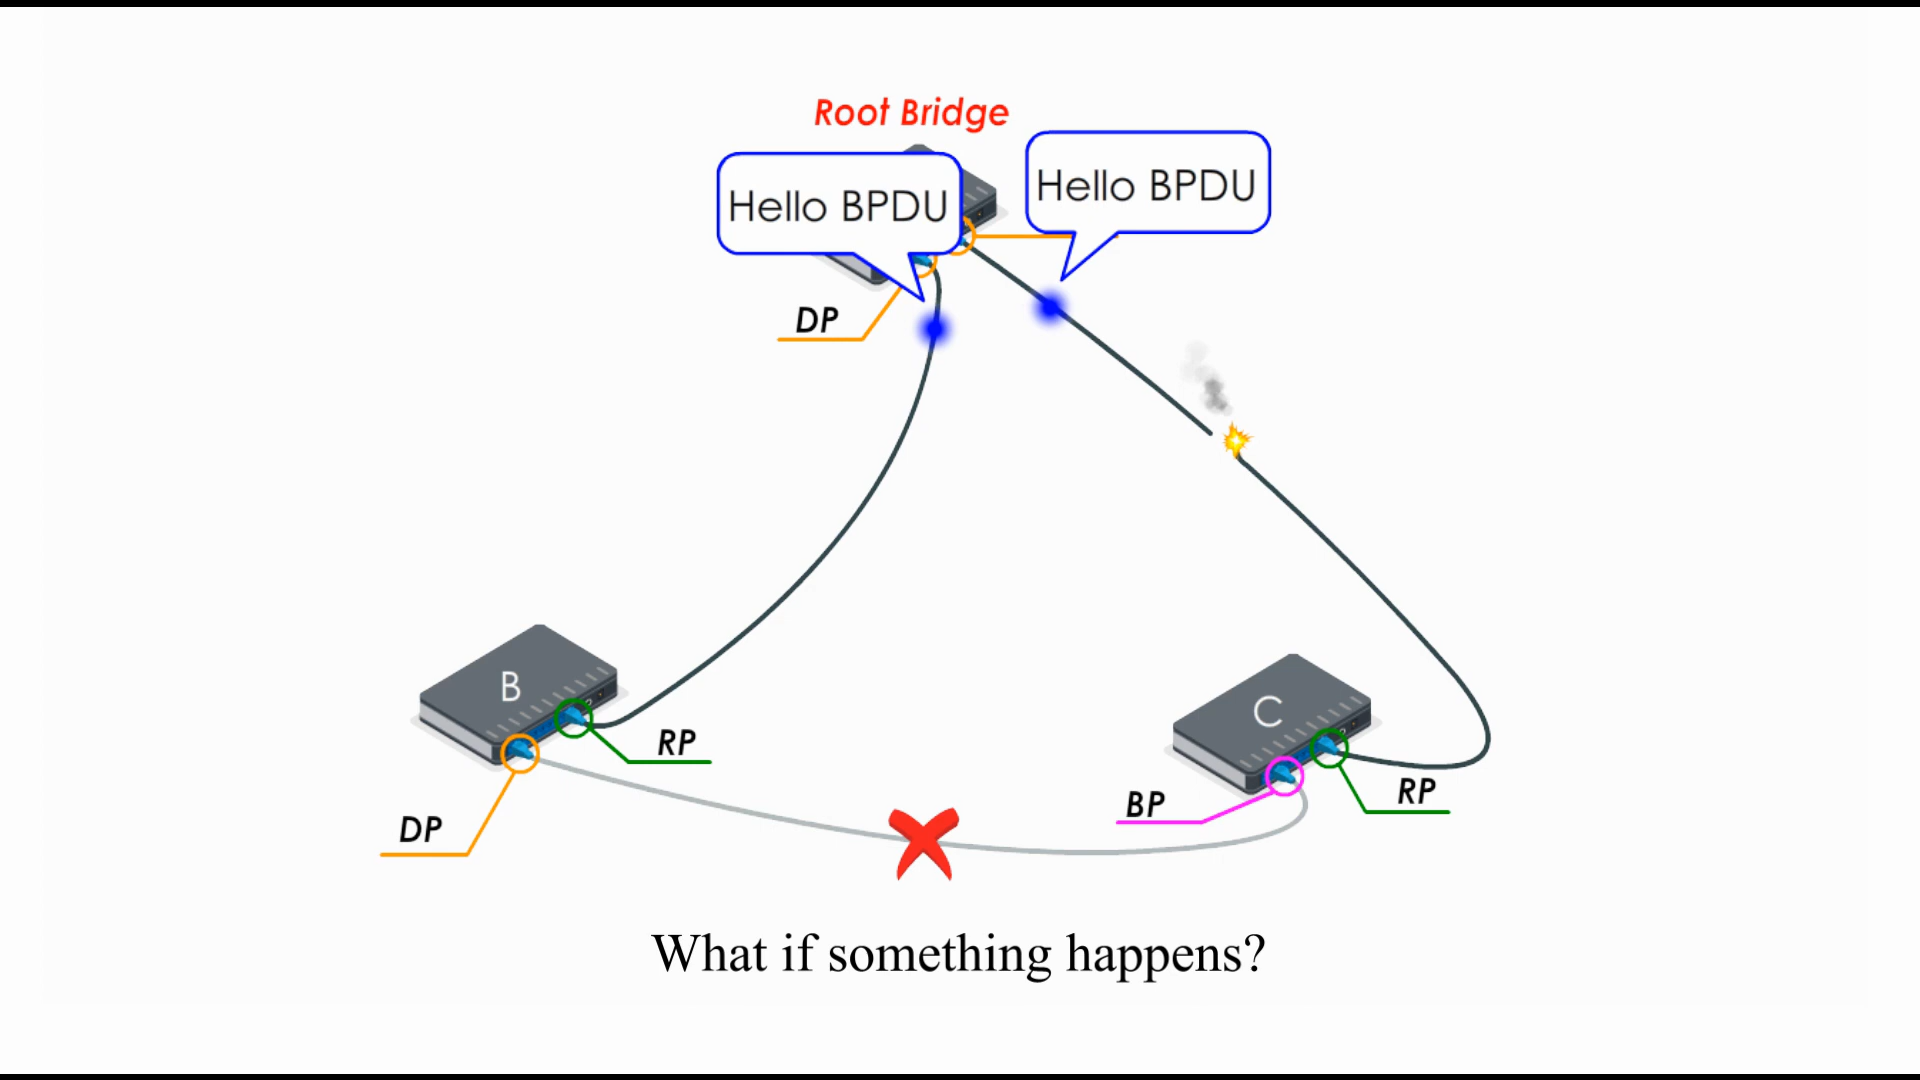 Root Bridge
Hello BPDU
Hello BPDU
DP
B
RP
DP
C
BP
RP
What if something happens?